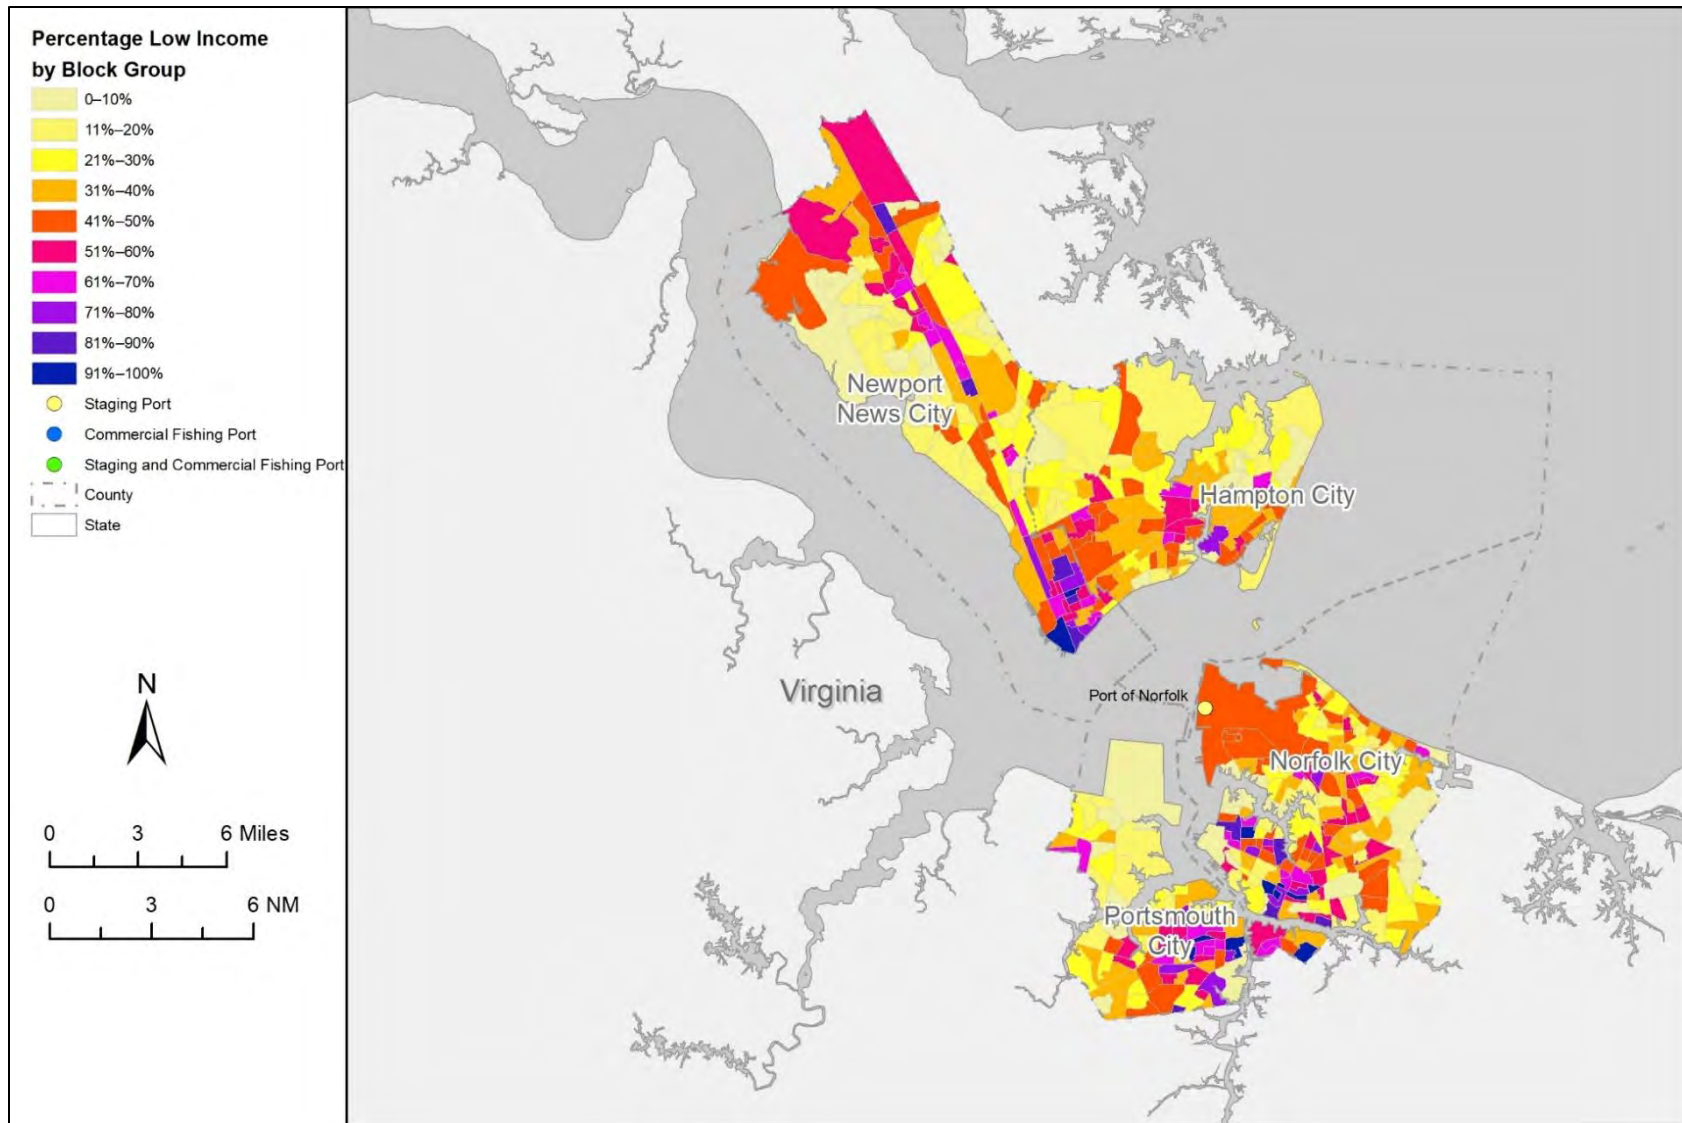 Percentage Low Income
by Block Group
0–10%
11%–20%
21%–30%
31%–40%
41%–50%
51%–60%
61%–70%
71%–80%
81%–90%
91%–100%
Staging Port
Commercial Fishing Port
Staging and Commercial Fishing Port
County
State
N
0 3 6 Miles
0 3 6 NM
Newport
News City
Hampton City
Virginia
Port of Norfolk
Norfolk City
Portsmouth
City